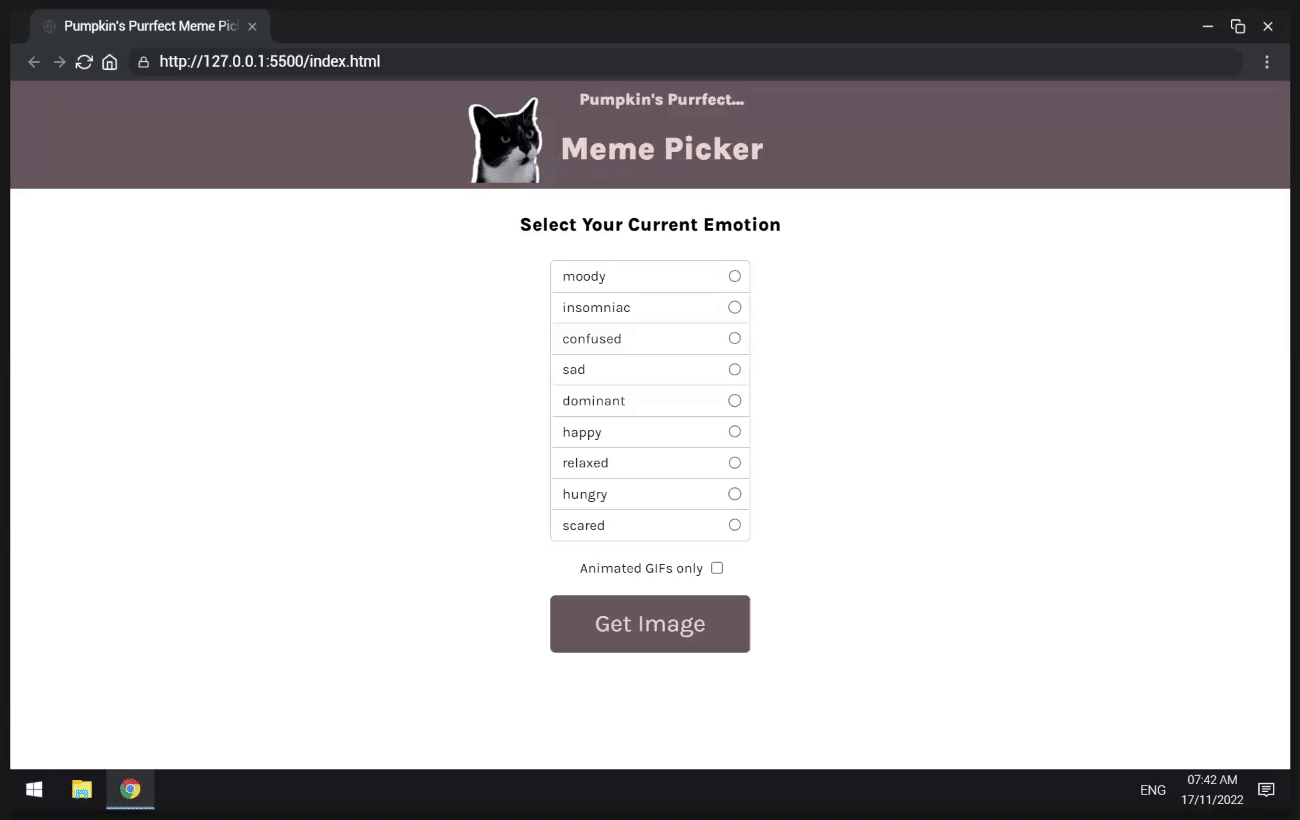 Pumpkin's Purrfect Meme Pic
http://127.0.0.1:5500/index.html
Pumpkin's Purrfect...
Meme Picker
Select Your Current Emotion
moody
insomniac
confused
sad
dominant
happy
relaxed
hungry
scared
Animated GIFs only
Get Image
ENG
07:42 AM
17/11/2022